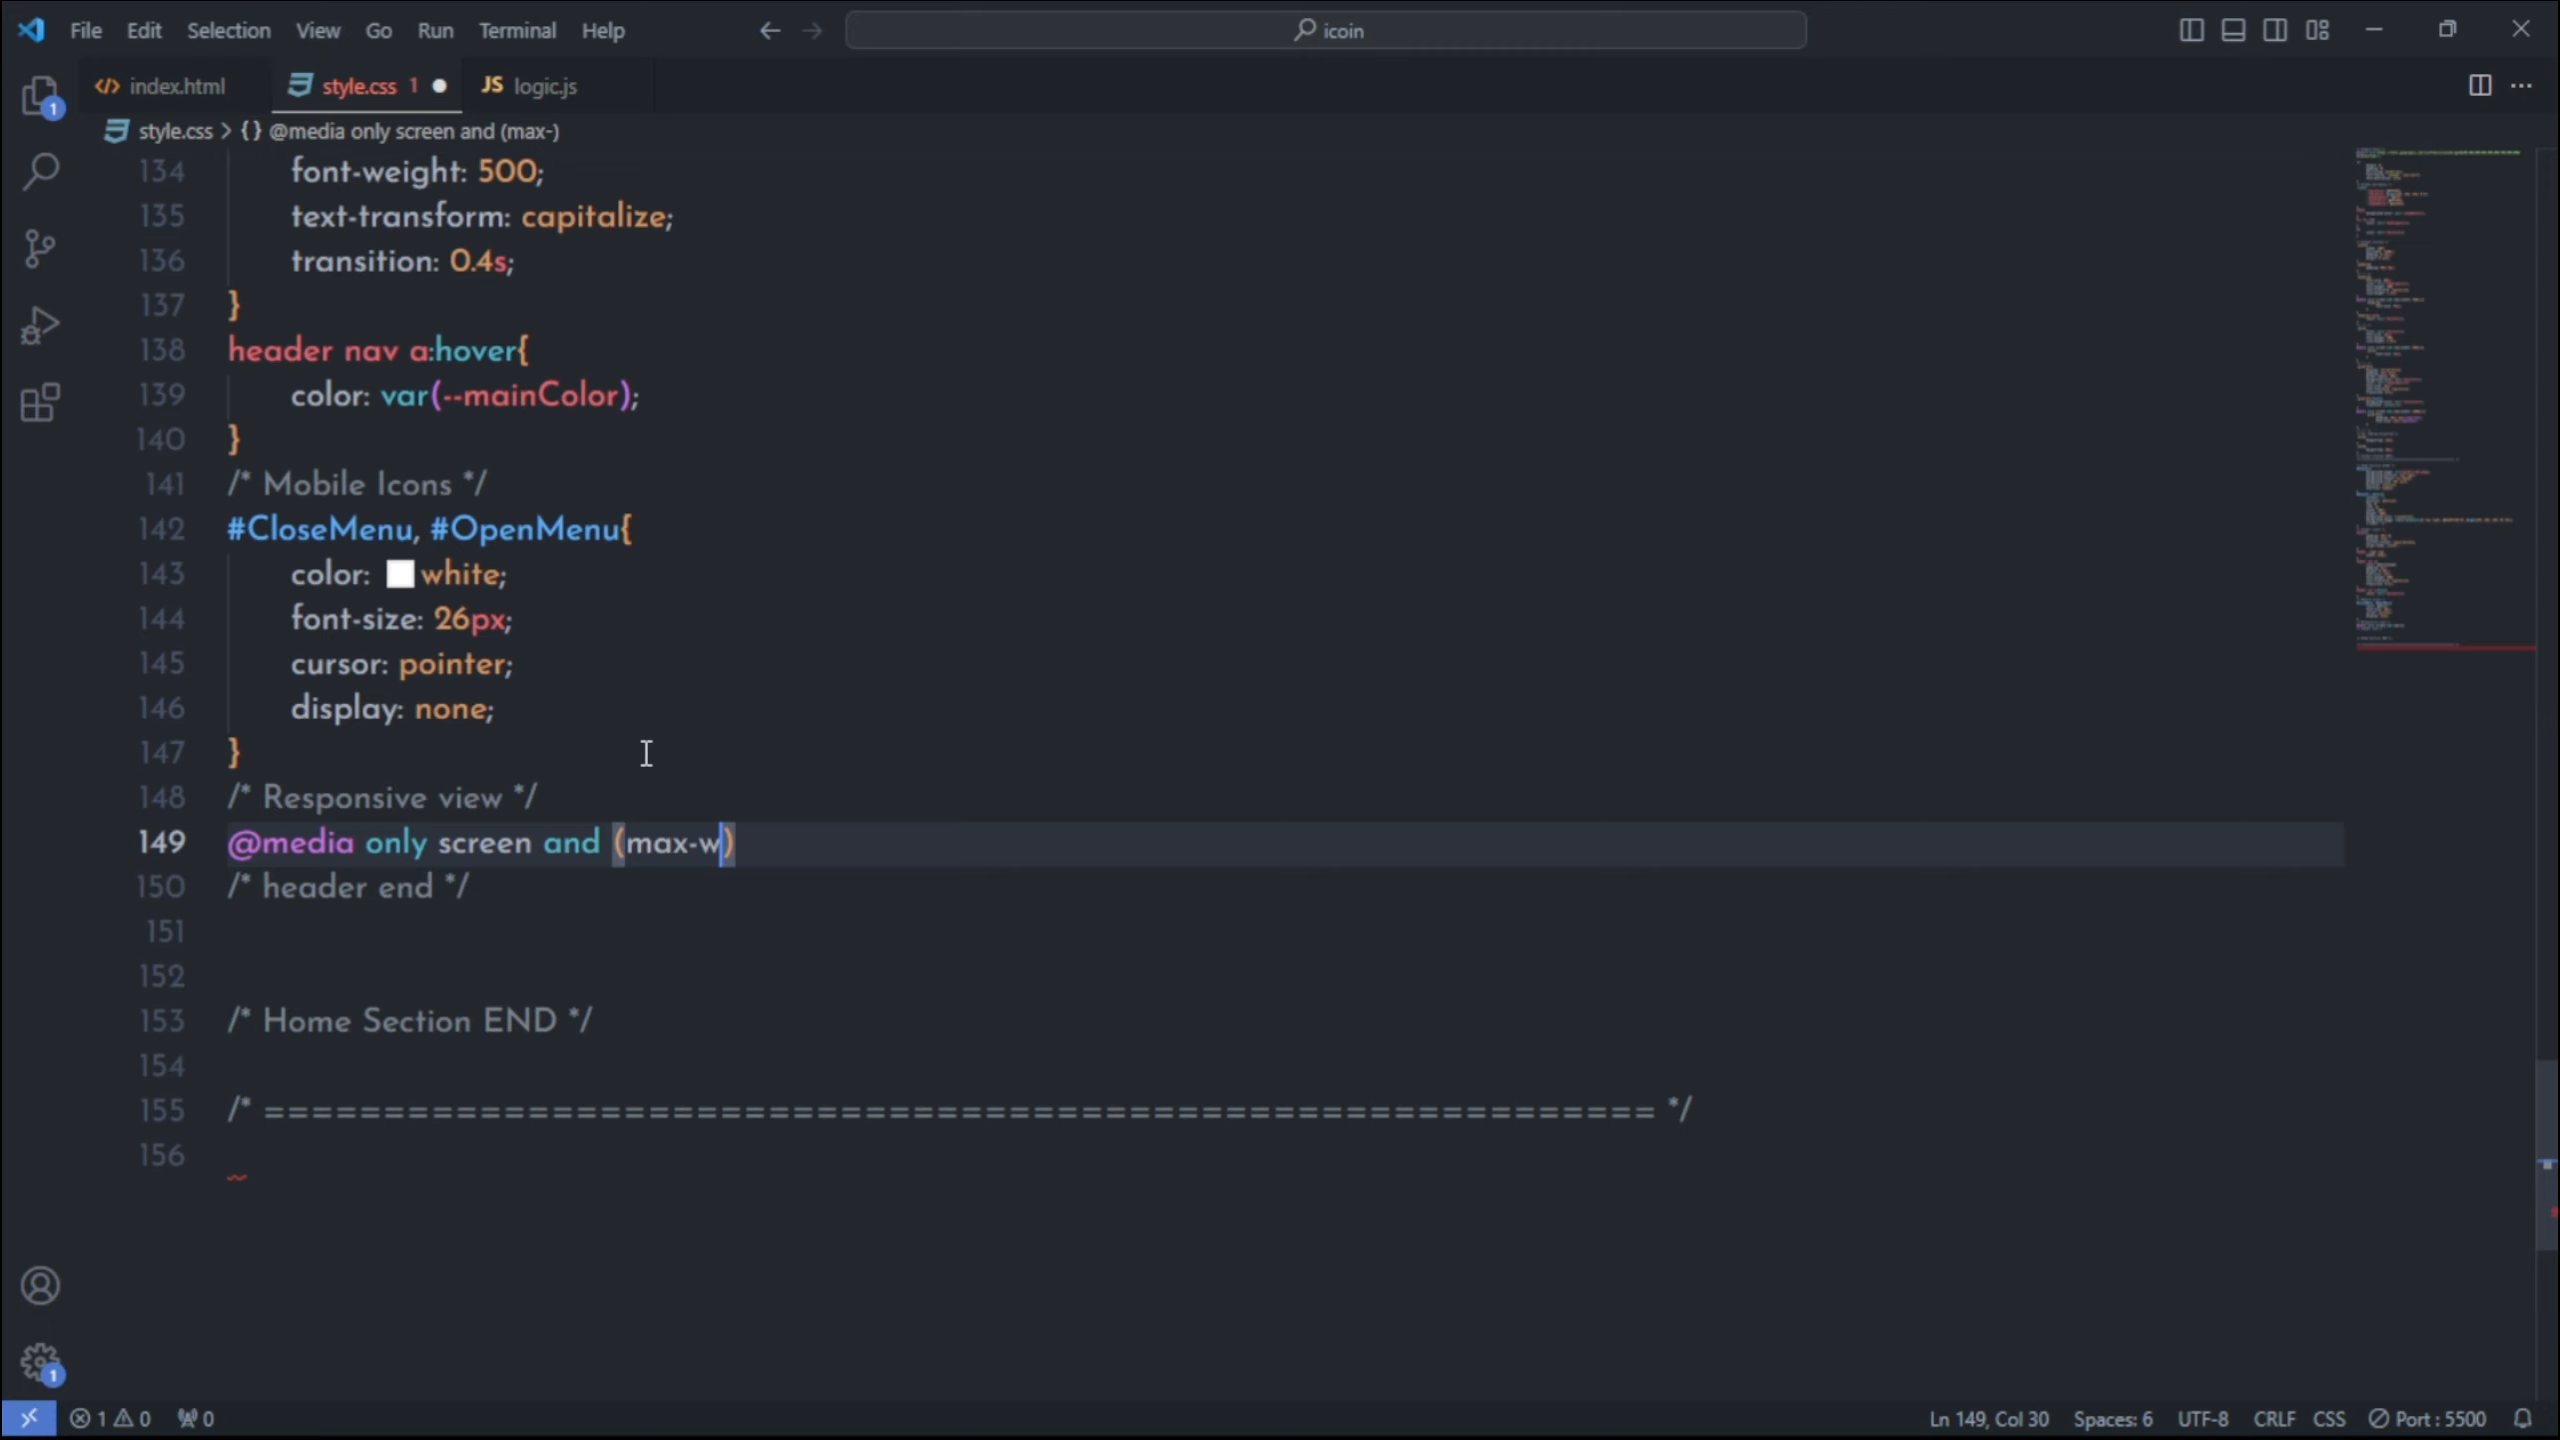 File Edit Selection View Go Run Terminal Help icoin
index.html style.css 1 JS logic.js
style.css > {} @media only screen and (max-)
134 font-weight: 500;
135 text-transform: capitalize;
136 transition: 0.4s;
137 }
138 header nav a:hover{
139 color: var(--mainColor);
140 }
141 /* Mobile Icons */
142 #CloseMenu, #OpenMenu{
143 color: white;
144 font-size: 26px;
145 cursor: pointer;
146 display: none;
147 }
148 /* Responsive view */
149 @media only screen and (max-w)
150 /* header end */
151
152
153 /* Home Section END */
154
155 /* ========================================================== */
156
1
1
1 0 0 Ln 149, Col 30 Spaces: 6 UTF-8 CRLF CSS Port : 5500